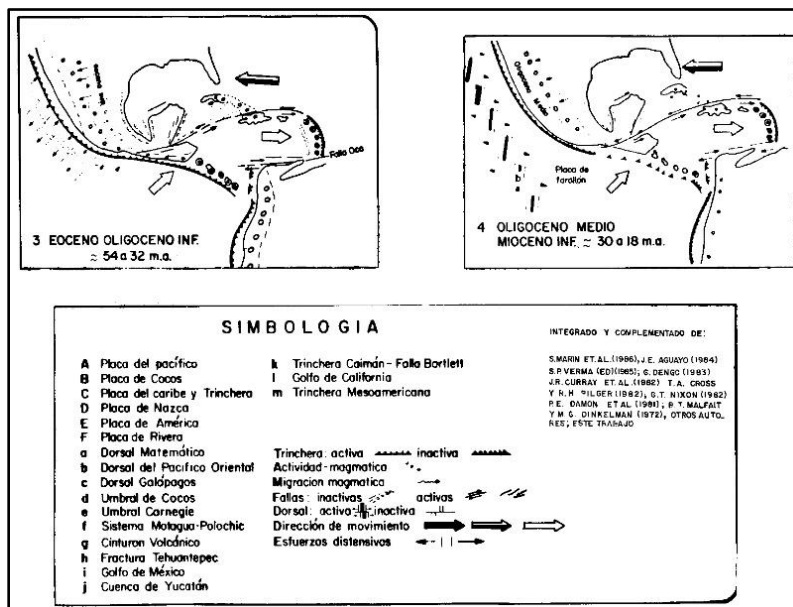 Falla Oca
3 EOCENO OLIGOCENO INF.
≈ 54 a 32 m.a.
Oligoceno Medio
Placa de
farallón
4 OLIGOCENO MEDIO
MIOCENO INF. ≈ 30 a 18 m.a.
SIMBOLOGIA
A Placa del pacífico
B Placa de Cocos
C Placa del caribe y Trinchera
D Placa de Nazca
E Placa de América
F Placa de Rivera
a Dorsal Matemático
b Dorsal del Pacifico Oriental
c Dorsal Galápagos
d Umbral de Cocos
e Umbral Carnegie
f Sistema Motagua-Polochic
g Cinturon Volcánico
h Fractura Tehuantepec
i Golfo de México
j Cuenca de Yucatán
k Trinchera Caimán-Falla Bartlett
l Golfo de California
m Trinchera Mesoamericana
Trinchera: activa inactiva
Actividad-magmatica
Migracion magmatica
Fallas: inactivas activas
Dorsal: activa inactiva
Dirección de movimiento
Esfuerzos distensivos
INTEGRADO Y COMPLEMENTADO DE:
S.MARIN ET.AL.(1986), J.E. AGUAYO (1984)
S.P. VERMA (ED)(1985); G. DENGO (1983)
J.R. CURRAY ET.AL.(1982) T.A. CROSS
Y R.H. PILGER (1982), G.T. NIXON (1982)
P.E. DAMON ET AL (1981); B.T. MALFAIT
Y M.G. DINKELMAN (1972), OTROS AUTO-
RES; ESTE TRABAJO